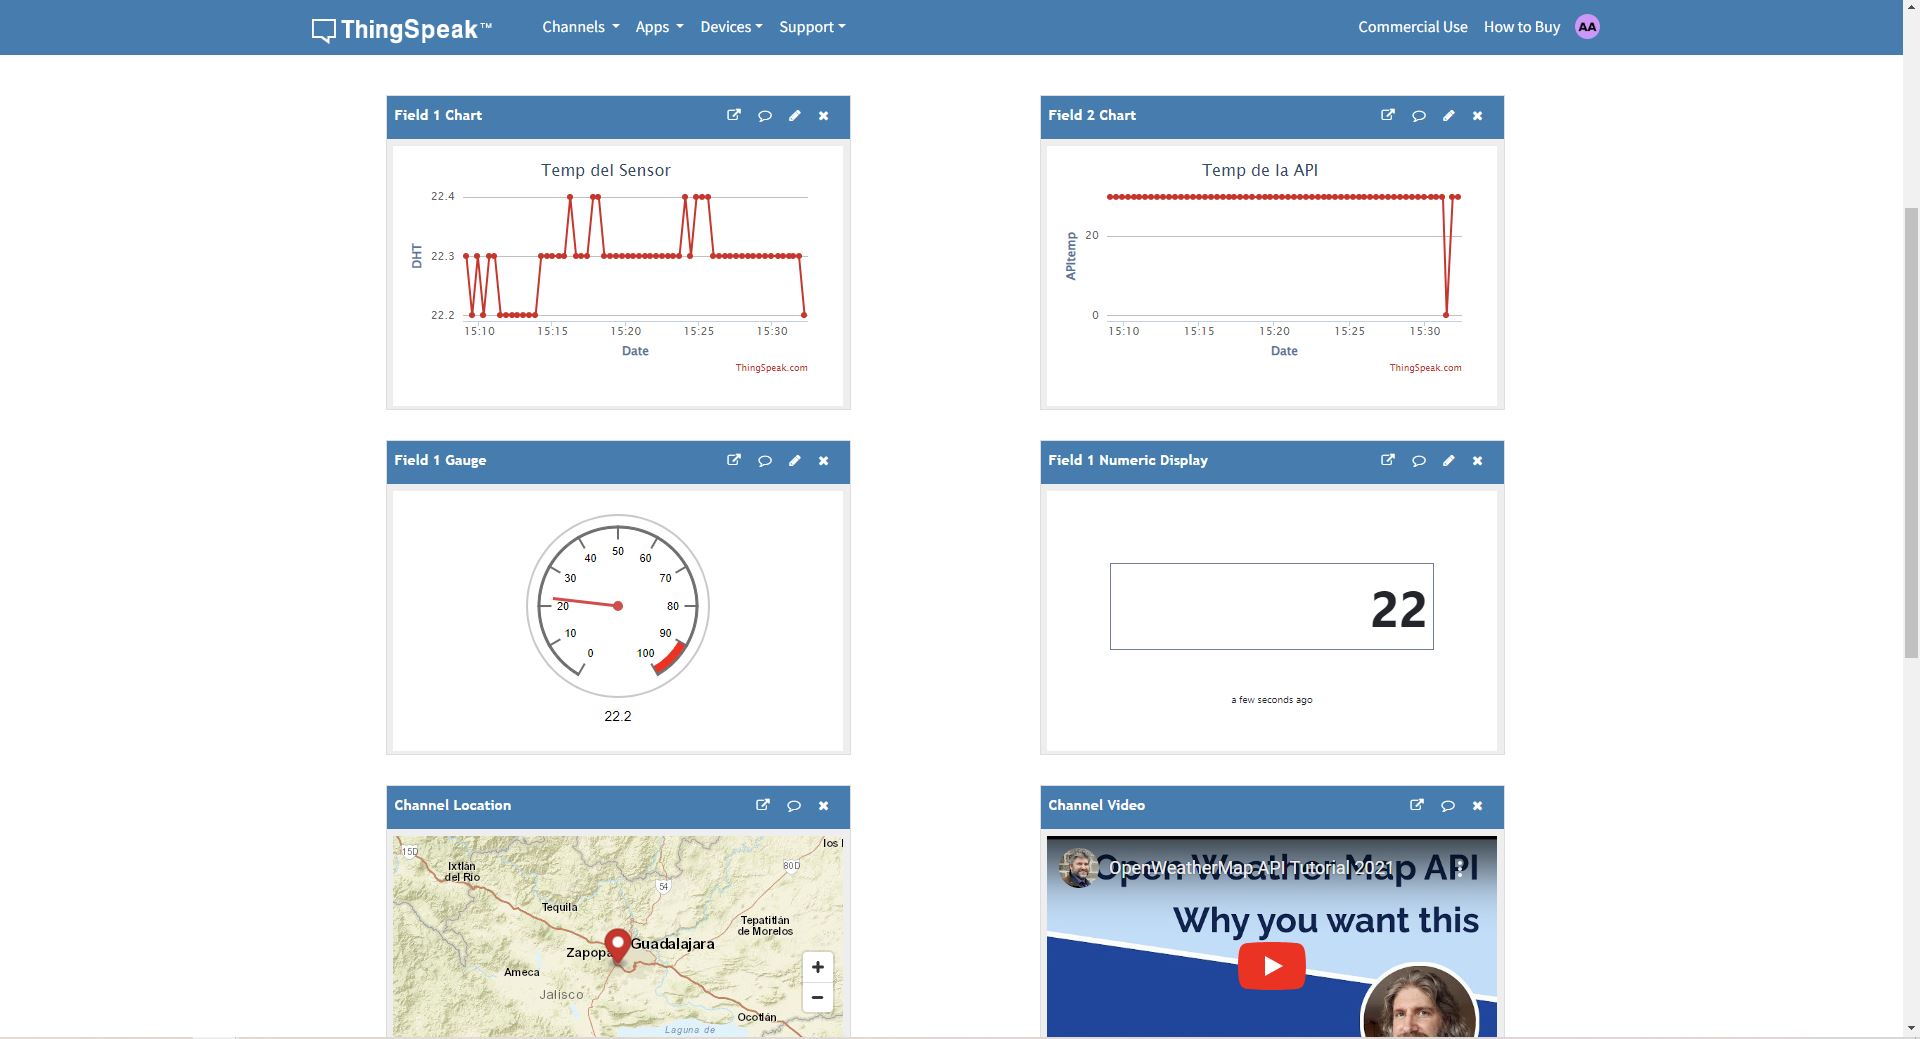 ThingSpeak™
Channels
Apps
Devices
Support
Commercial Use
How to Buy
AA
Field 1 Chart
Temp del Sensor
22.4
22.3
22.2
DHT
15:10
15:15
15:20
15:25
15:30
Date
ThingSpeak.com
Field 2 Chart
Temp de la API
20
0
APItemp
15:10
15:15
15:20
15:25
15:30
Date
ThingSpeak.com
Field 1 Gauge
0
10
20
30
40
50
60
70
80
90
100
22.2
Field 1 Numeric Display
22
a few seconds ago
Channel Location
15D
Ixtlán
del Río
los
80D
54
Tequila
Tepatitlán
de Morelos
Guadalajara
Zapopa
Ameca
Jalisco
Ocotlán
Laguna de
+
−
Channel Video
OpenWeatherMap API Tutorial 2021
Open Weather Map API
Why you want this